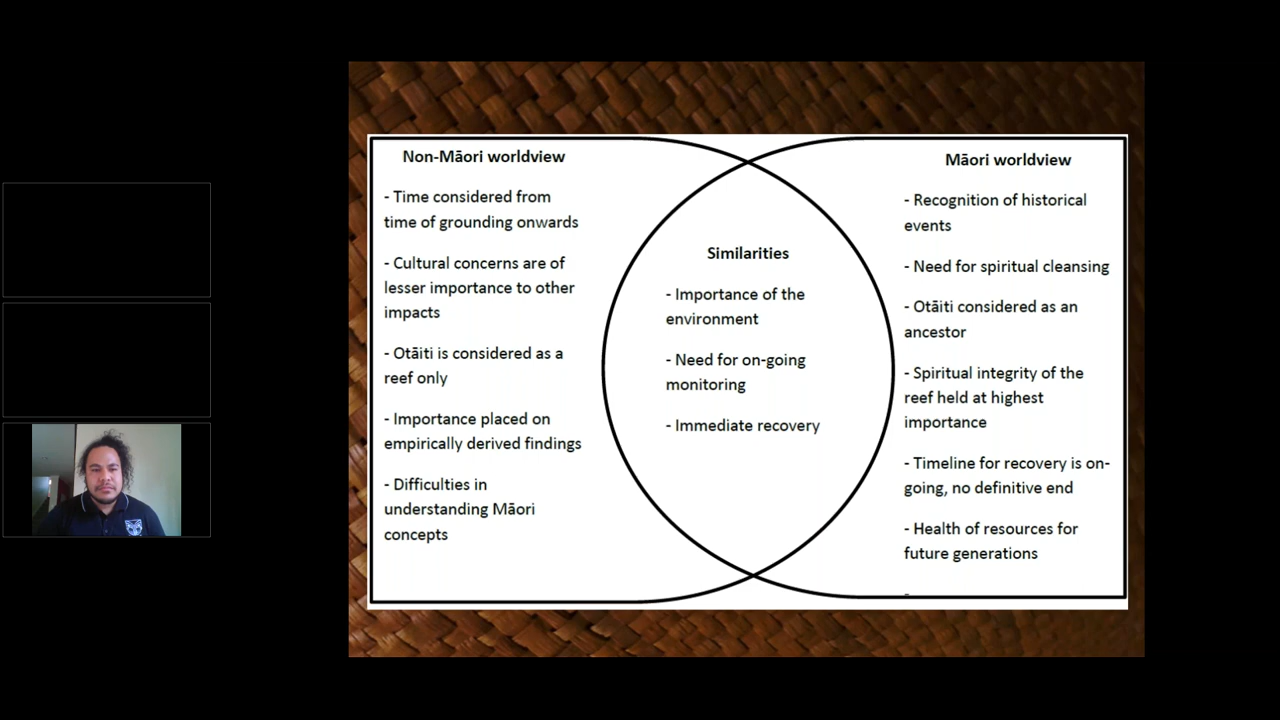 Non-Māori worldview
- Time considered from
time of grounding onwards
- Cultural concerns are of
lesser importance to other
impacts
- Otāiti is considered as a
reef only
- Importance placed on
empirically derived findings
- Difficulties in
understanding Māori
concepts
Similarities
- Importance of the
environment
- Need for on-going
monitoring
- Immediate recovery
Māori worldview
- Recognition of historical
events
- Need for spiritual cleansing
- Otāiti considered as an
ancestor
- Spiritual integrity of the
reef held at highest
importance
- Timeline for recovery is on-
going, no definitive end
- Health of resources for
future generations
-